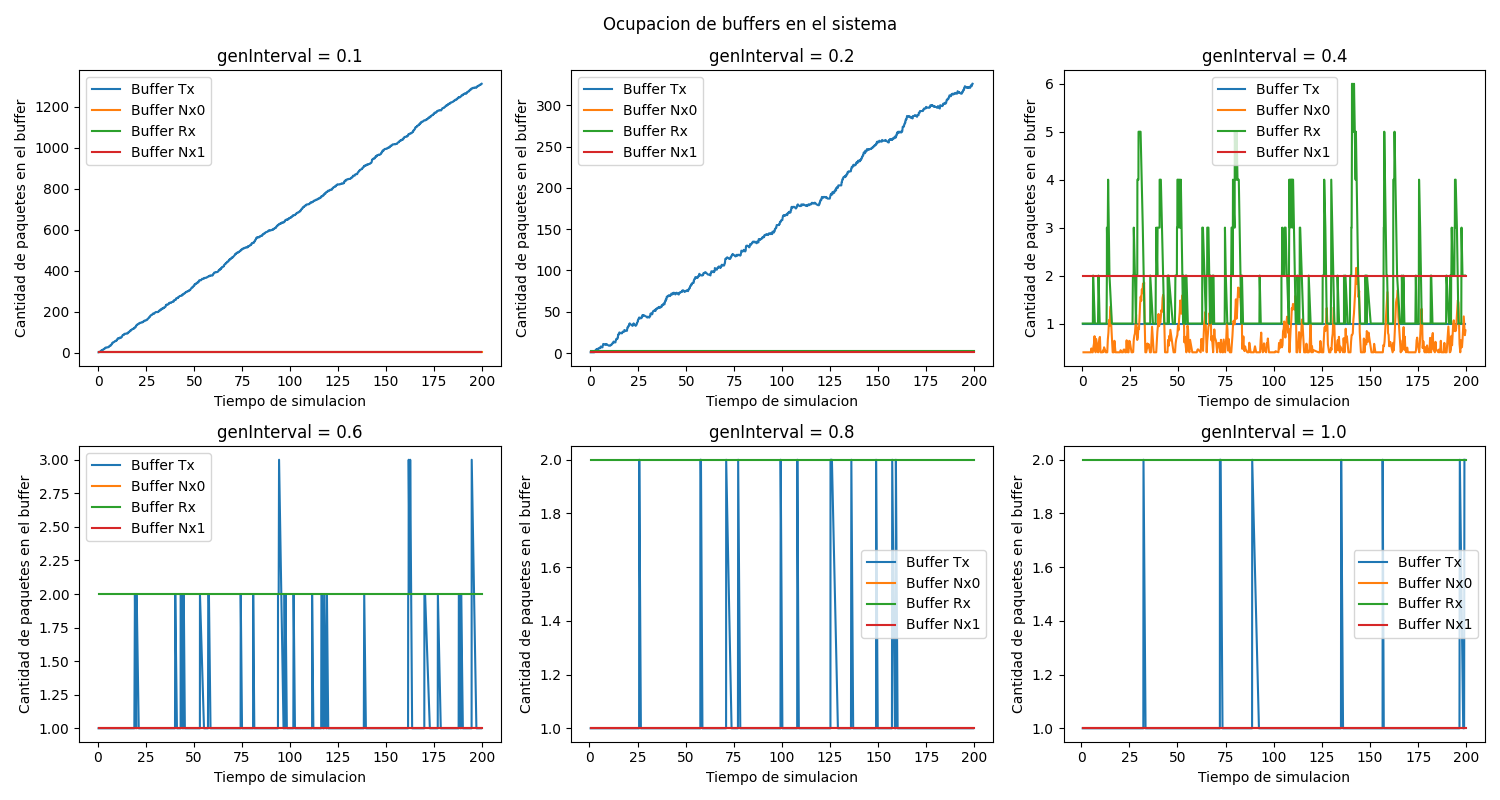 Ocupacion de buffers en el sistema
genInterval = 0.1
Cantidad de paquetes en el buffer
1200
1000
800
600
400
200
0
Buffer Tx
Buffer Nx0
Buffer Rx
Buffer Nx1
0 25 50 75 100 125 150 175 200
Tiempo de simulacion
genInterval = 0.2
Cantidad de paquetes en el buffer
300
250
200
150
100
50
0
Buffer Tx
Buffer Nx0
Buffer Rx
Buffer Nx1
0 25 50 75 100 125 150 175 200
Tiempo de simulacion
genInterval = 0.4
Cantidad de paquetes en el buffer
6
5
4
3
2
1
Buffer Tx
Buffer Nx0
Buffer Rx
Buffer Nx1
0 25 50 75 100 125 150 175 200
Tiempo de simulacion
genInterval = 0.6
Cantidad de paquetes en el buffer
3.00
2.75
2.50
2.25
2.00
1.75
1.50
1.25
1.00
Buffer Tx
Buffer Nx0
Buffer Rx
Buffer Nx1
0 25 50 75 100 125 150 175 200
Tiempo de simulacion
genInterval = 0.8
Cantidad de paquetes en el buffer
2.0
1.8
1.6
1.4
1.2
1.0
Buffer Tx
Buffer Nx0
Buffer Rx
Buffer Nx1
0 25 50 75 100 125 150 175 200
Tiempo de simulacion
genInterval = 1.0
Cantidad de paquetes en el buffer
2.0
1.8
1.6
1.4
1.2
1.0
Buffer Tx
Buffer Nx0
Buffer Rx
Buffer Nx1
0 25 50 75 100 125 150 175 200
Tiempo de simulacion